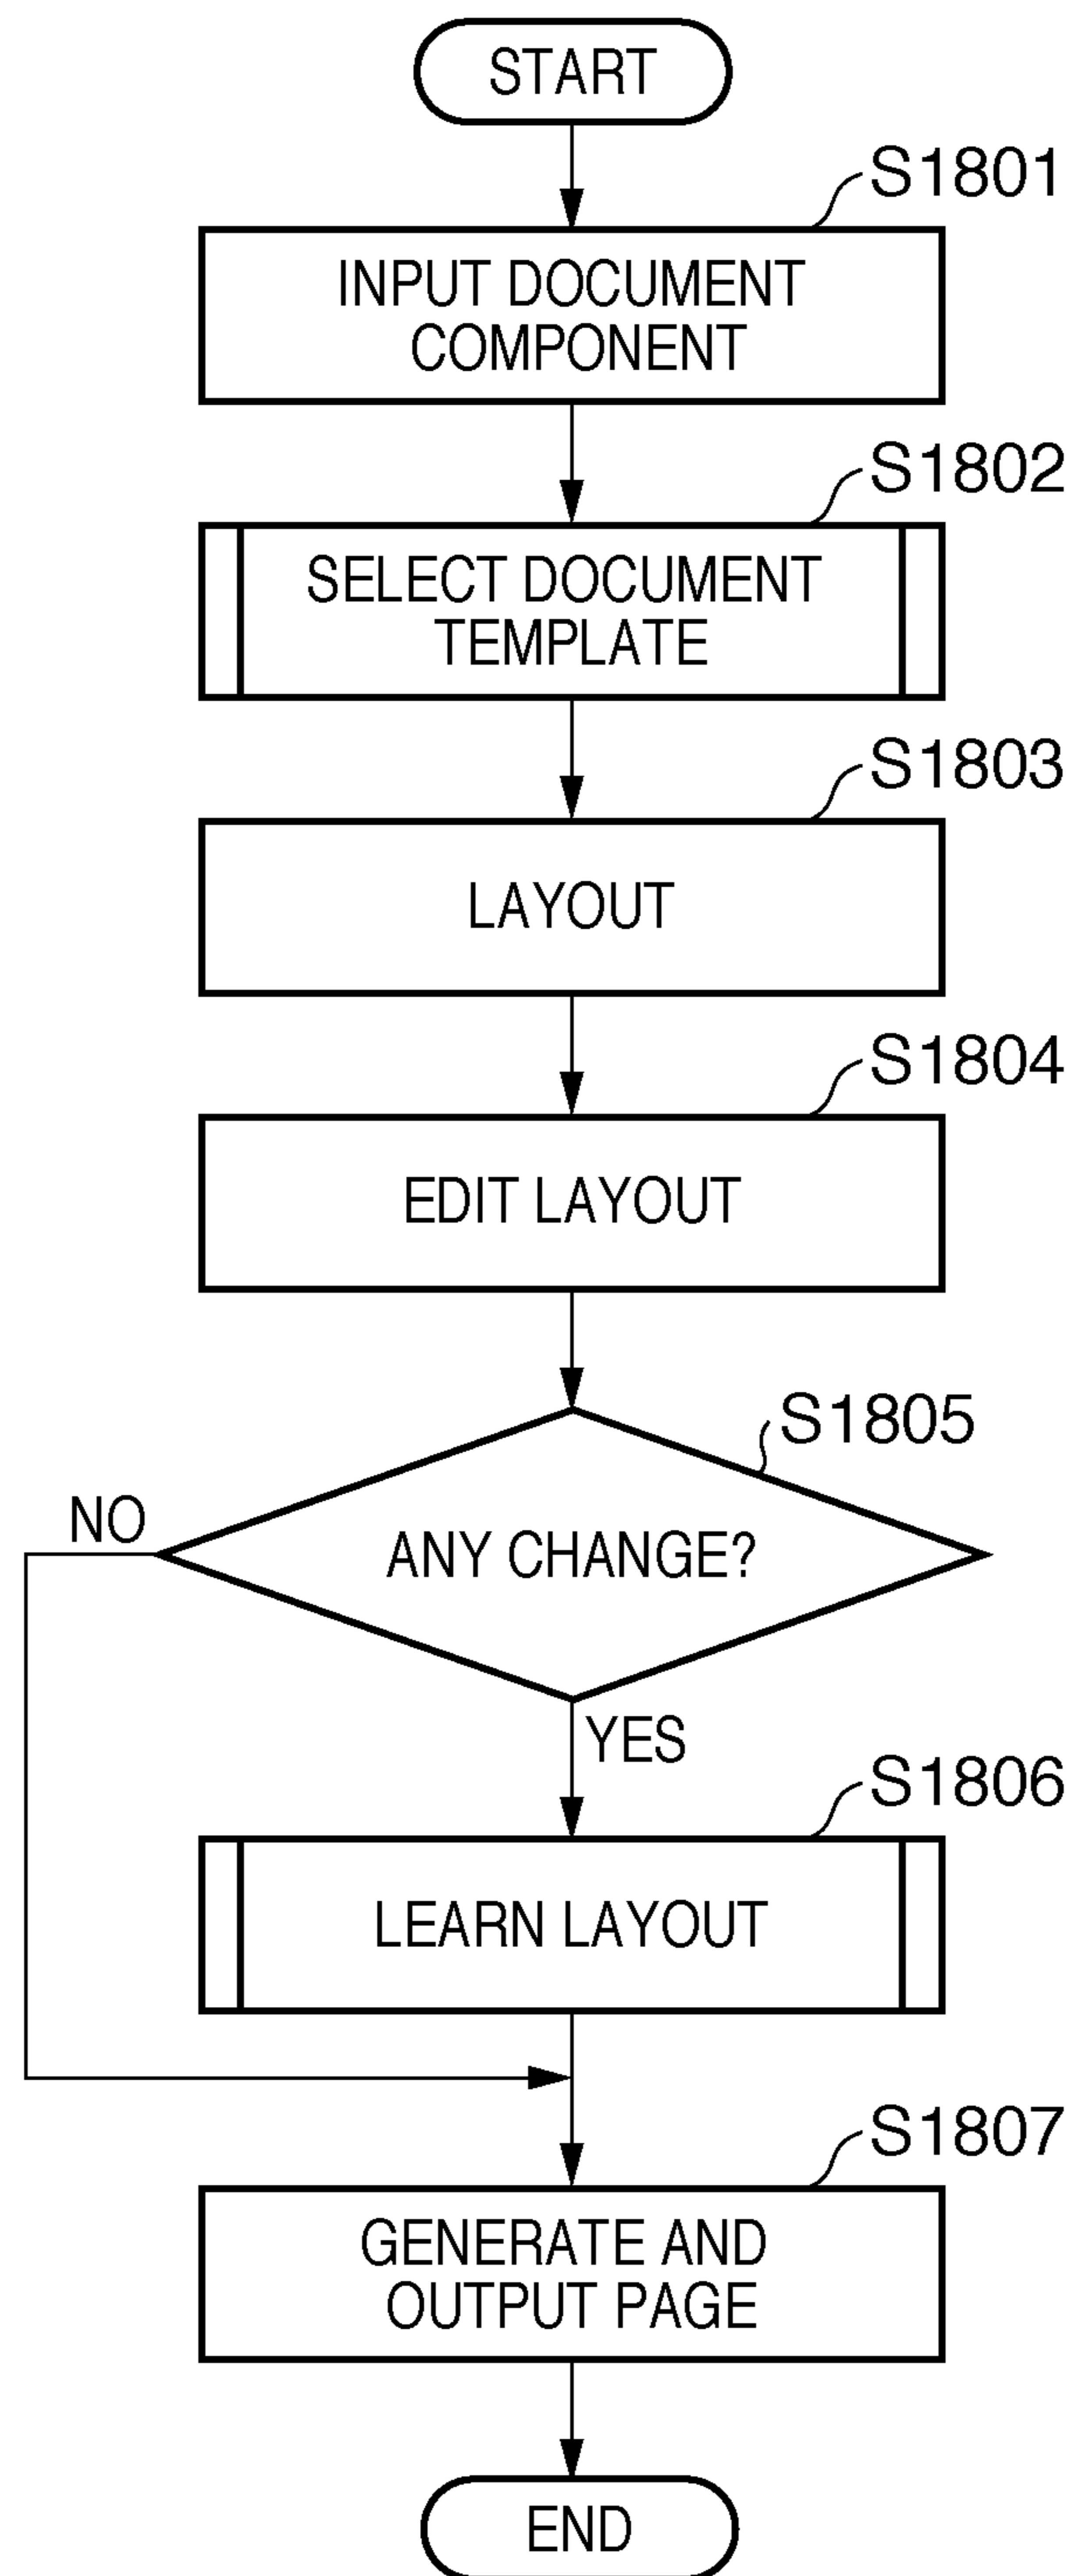 START
S1801
INPUT DOCUMENT
COMPONENT
S1802
SELECT DOCUMENT
TEMPLATE
S1803
LAYOUT
S1804
EDIT LAYOUT
S1805
NO
ANY CHANGE?
YES
S1806
LEARN LAYOUT
S1807
GENERATE AND
OUTPUT PAGE
END